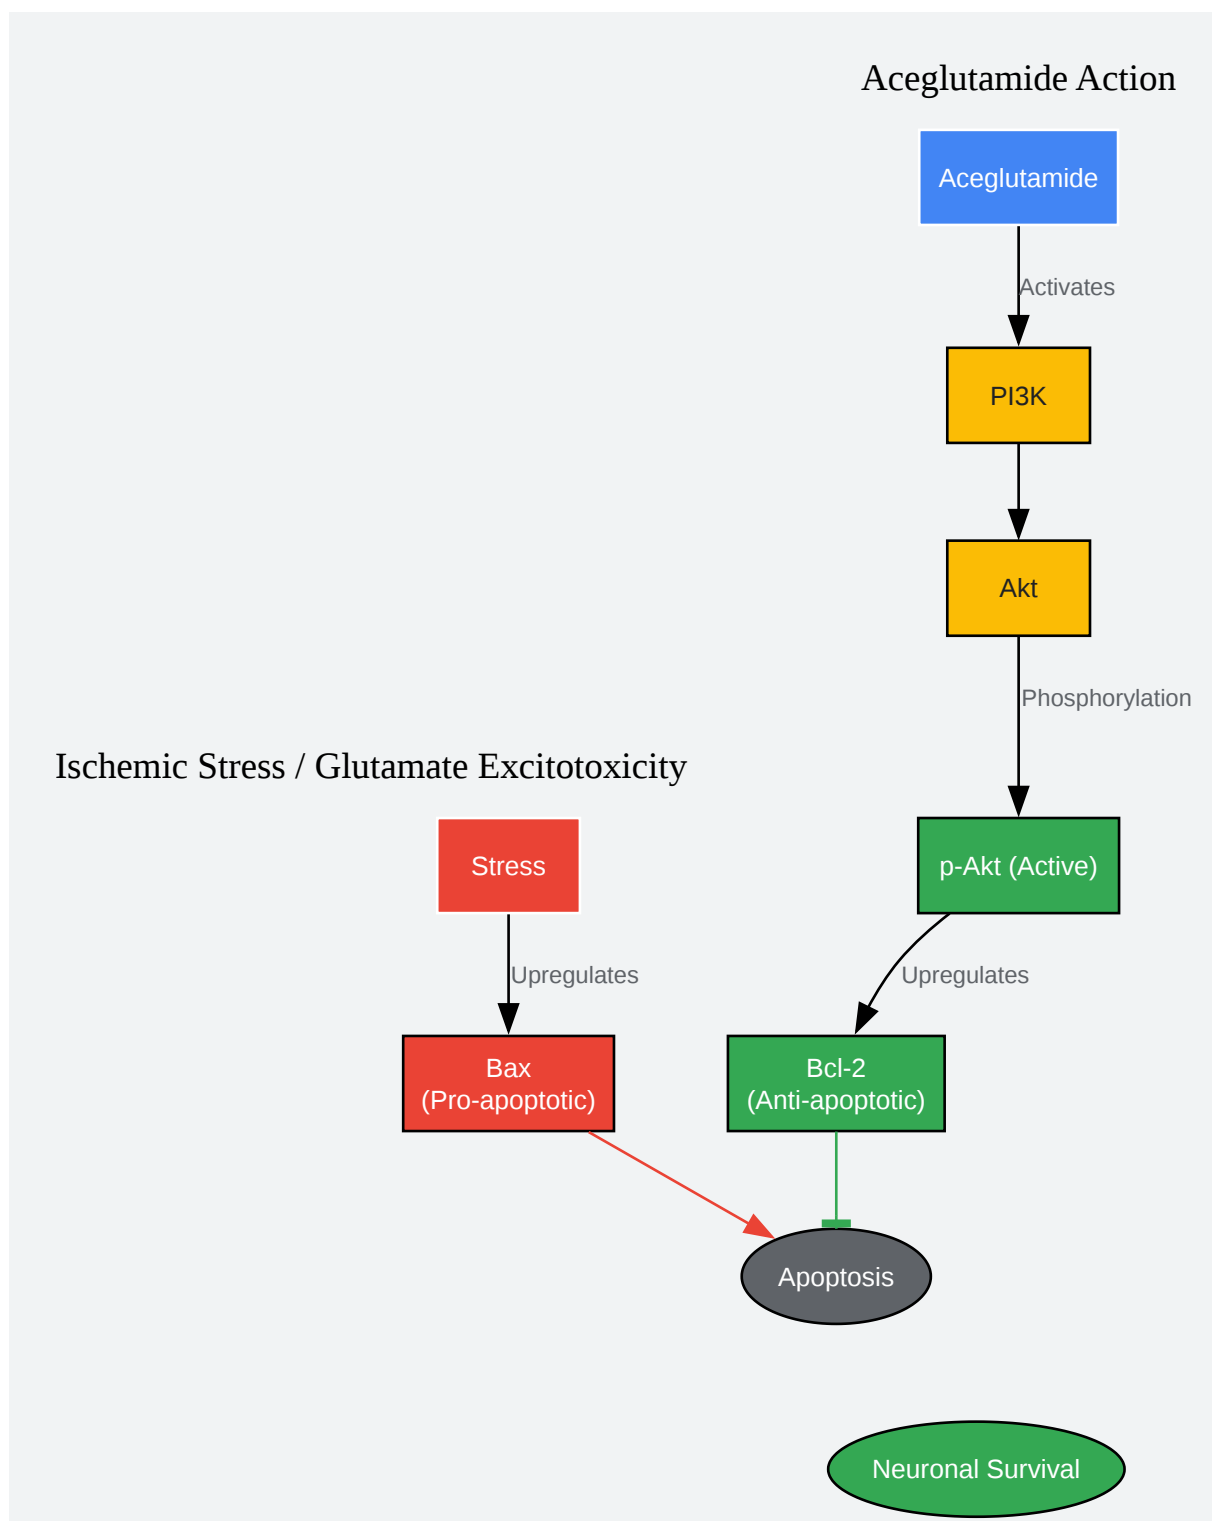 Aceglutamide Action
Aceglutamide
Activates
PI3K
Akt
Phosphorylation
Ischemic Stress / Glutamate Excitotoxicity
Stress
p-Akt (Active)
Upregulates
Upregulates
Bax
(Pro-apoptotic)
Bcl-2
(Anti-apoptotic)
Apoptosis
Neuronal Survival